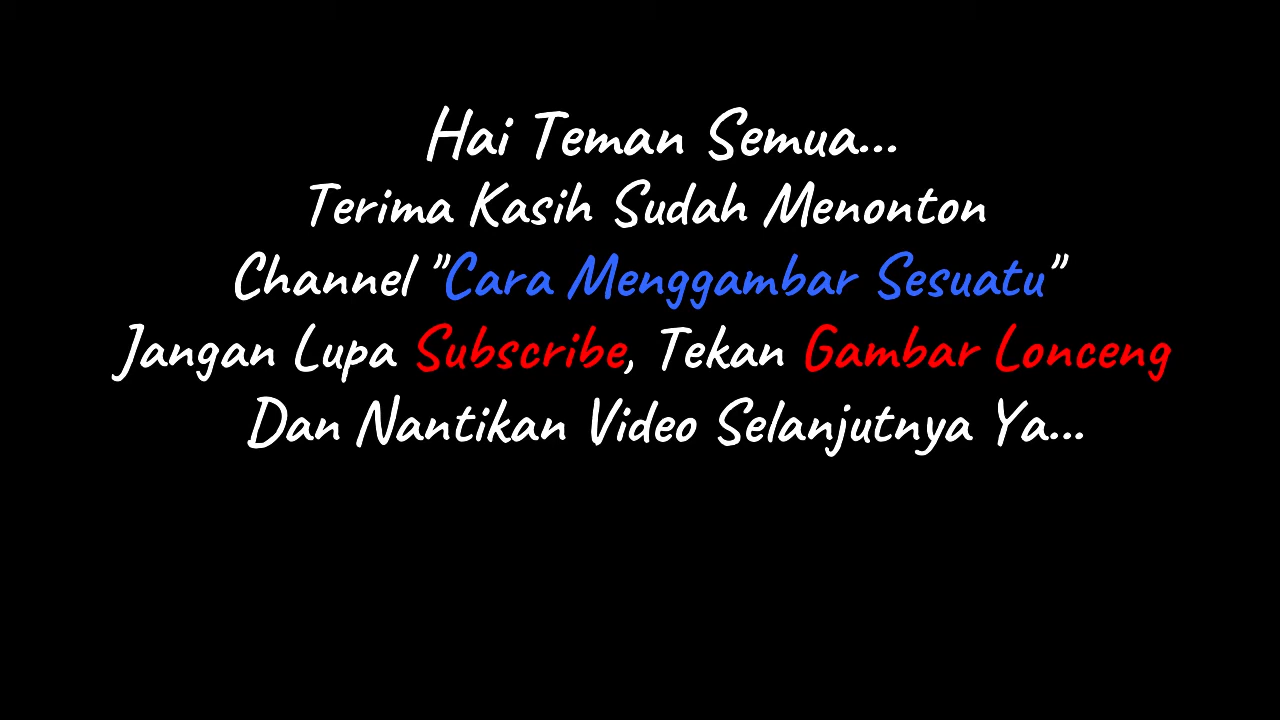 Hai Teman Semua...
Terima Kasih Sudah Menonton
Channel "Cara Menggambar Sesuatu"
Jangan Lupa Subscribe, Tekan Gambar Lonceng
Dan Nantikan Video Selanjutnya Ya...